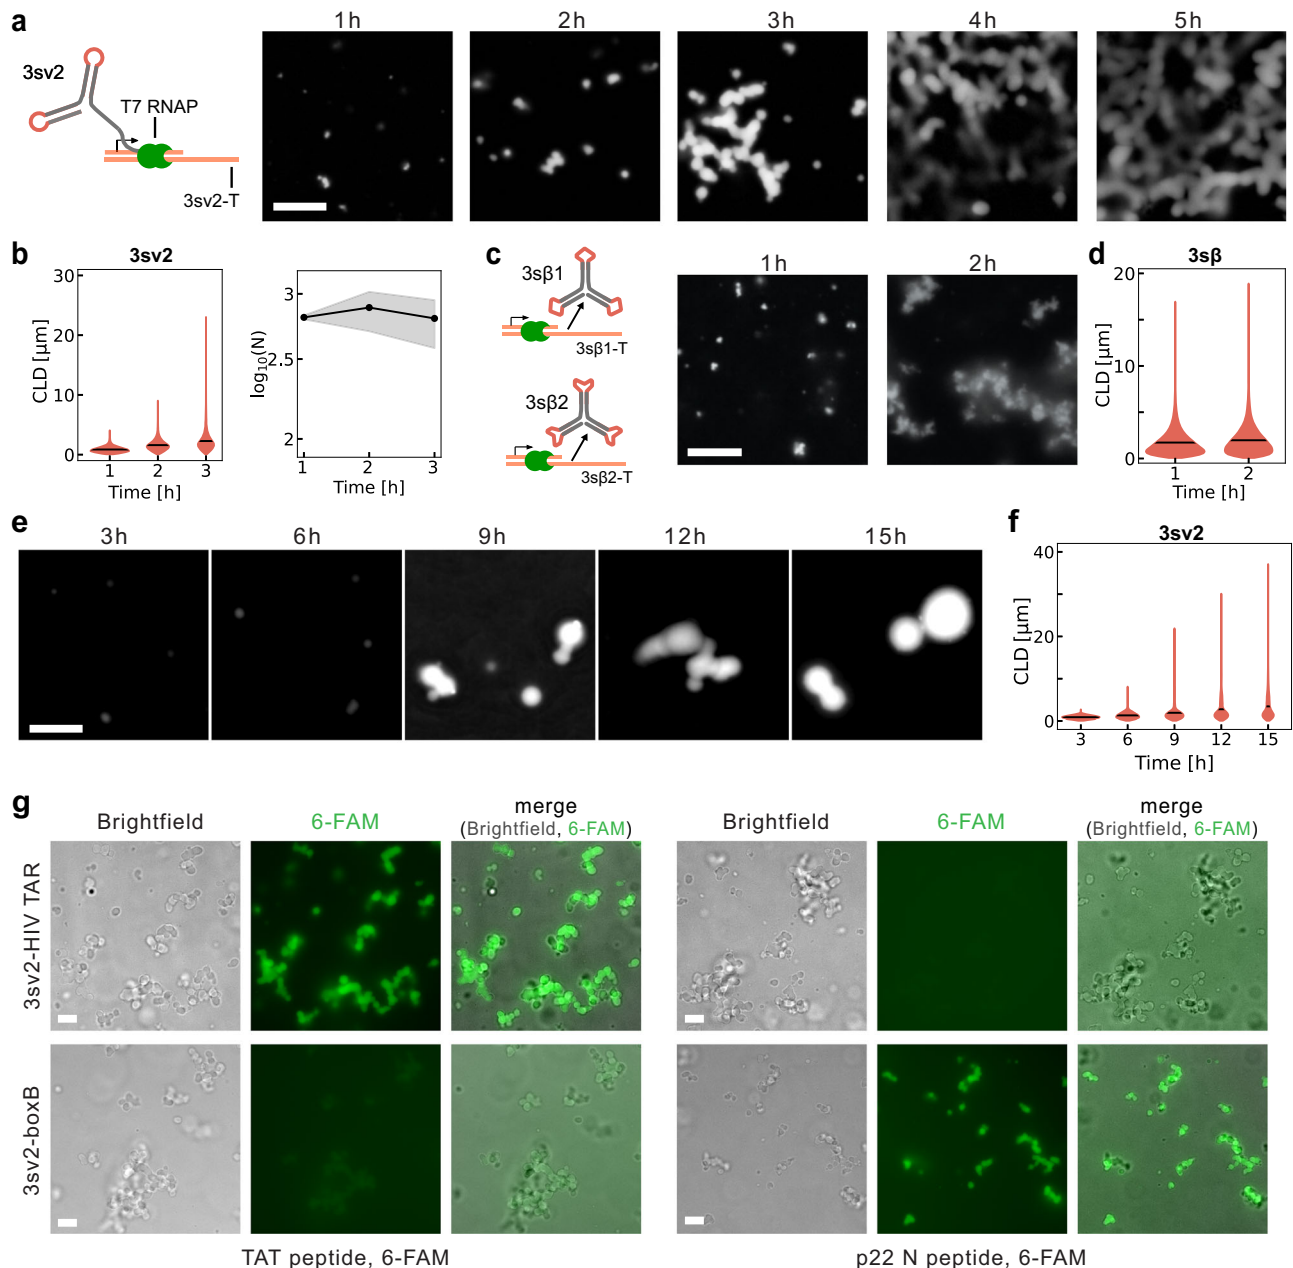 a
1h
2h
3h
4h
5h
3sv2
T7 RNAP
3sv2-T
b
3sv2
30
20
10
0
CLD [µm]
1
2
3
Time [h]
3
2.5
2
log10(N)
1
2
3
Time [h]
c
3sβ1
3sβ1-T
3sβ2
3sβ2-T
1h
2h
d
3sβ
20
10
0
CLD [µm]
1
2
Time [h]
e
3h
6h
9h
12h
15h
f
3sv2
40
20
0
CLD [µm]
3
6
9
12
15
Time [h]
g
Brightfield
6-FAM
merge
(Brightfield, 6-FAM)
Brightfield
6-FAM
merge
(Brightfield, 6-FAM)
3sv2-HIV TAR
3sv2-boxB
TAT peptide, 6-FAM
p22 N peptide, 6-FAM